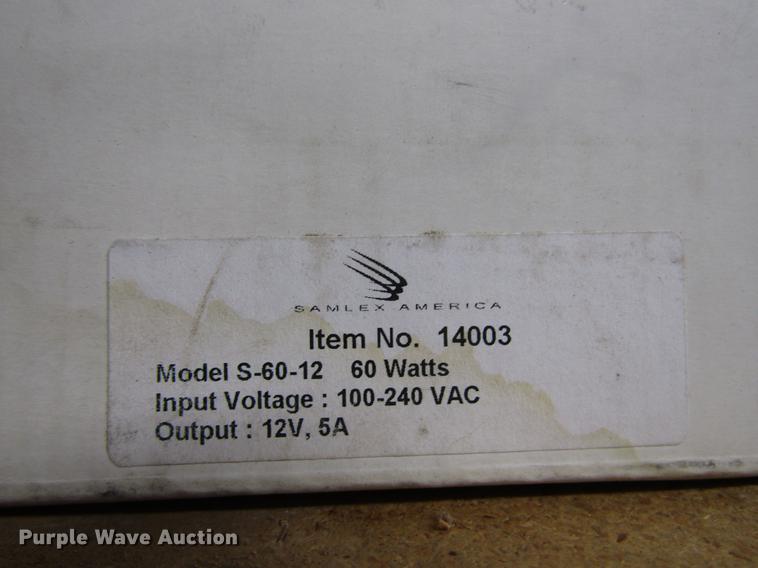 SAMLEX AMERICA
Item No. 14003
Model S-60-12 60 Watts
Input Voltage : 100-240 VAC
Output : 12V, 5A
Purple Wave Auction